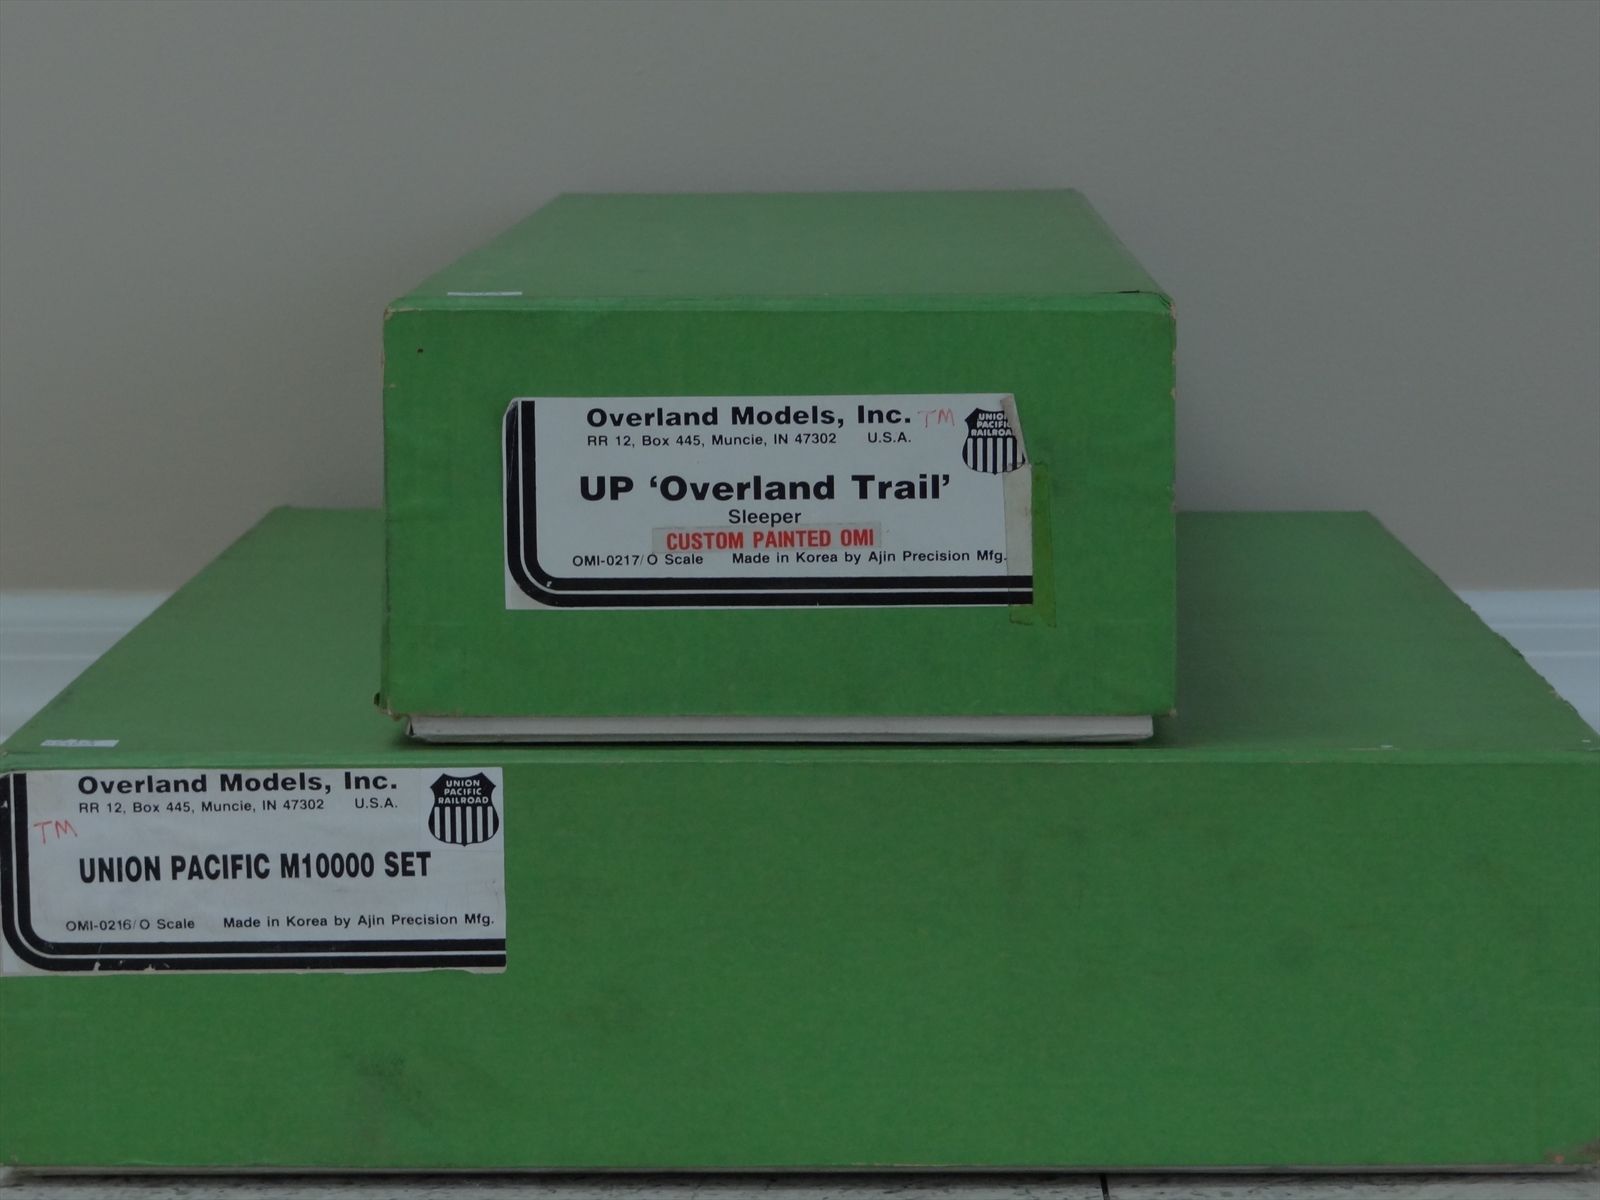 Overland Models, Inc. TM
RR 12, Box 445, Muncie, IN 47302 U.S.A.
UNION
PACIFIC
RAILROAD
UP ‘Overland Trail’
Sleeper
CUSTOM PAINTED OMI
OMI-0217/O Scale Made in Korea by Ajin Precision Mfg.
Overland Models, Inc.
RR 12, Box 445, Muncie, IN 47302 U.S.A.
UNION
PACIFIC
RAILROAD
TM
UNION PACIFIC M10000 SET
OMI-0216/O Scale Made in Korea by Ajin Precision Mfg.